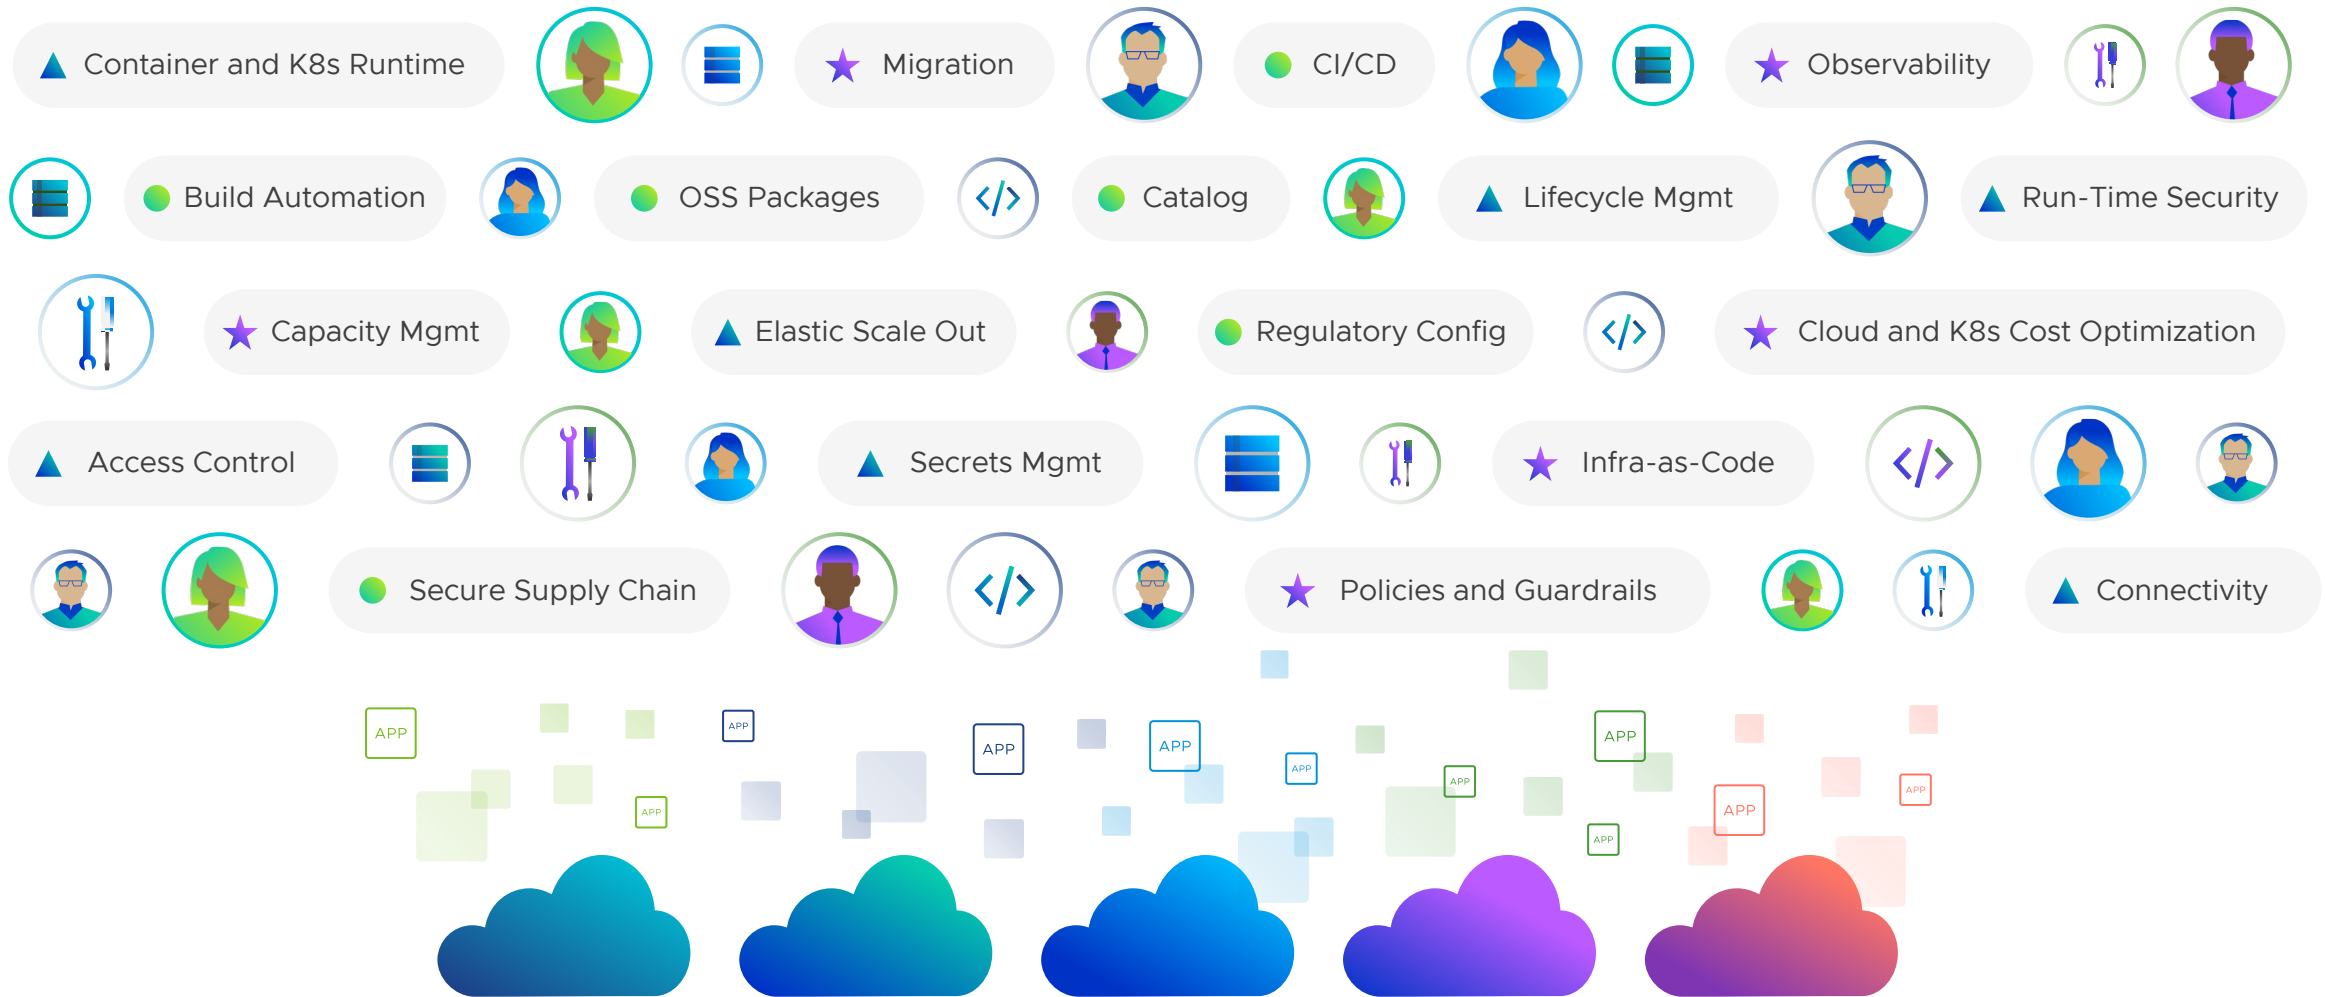 Container and K8s Runtime
Migration
CI/CD
Observability
Build Automation
OSS Packages
Catalog
Lifecycle Mgmt
Run-Time Security
Capacity Mgmt
Elastic Scale Out
Regulatory Config
Cloud and K8s Cost Optimization
Access Control
Secrets Mgmt
Infra-as-Code
Secure Supply Chain
Policies and Guardrails
Connectivity
APP
APP
APP
APP
APP
APP
APP
APP
APP
APP
APP